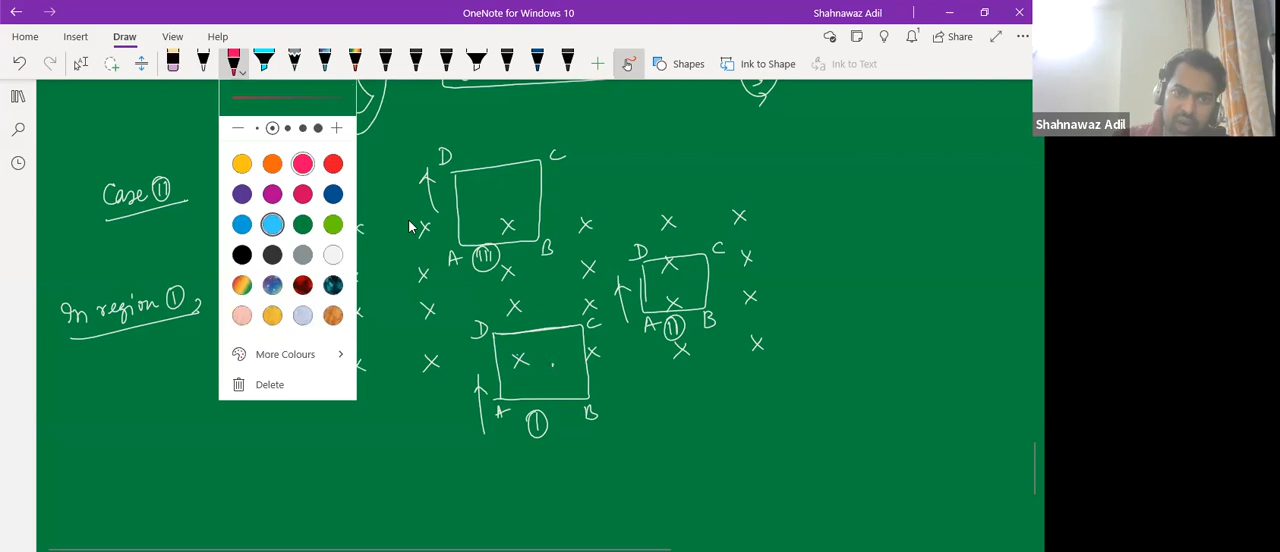 OneNote for Windows 10
Shahnawaz Adil
Home Insert Draw View Help
Share
Shapes
Ink to Shape
Ink to Text
Shahnawaz Adil
D C
Case II
x x x x x
A III B
D C
x x x x x
In region I,
x x x x x
A II B
D C
x x x x x
A B
I
More Colours
Delete